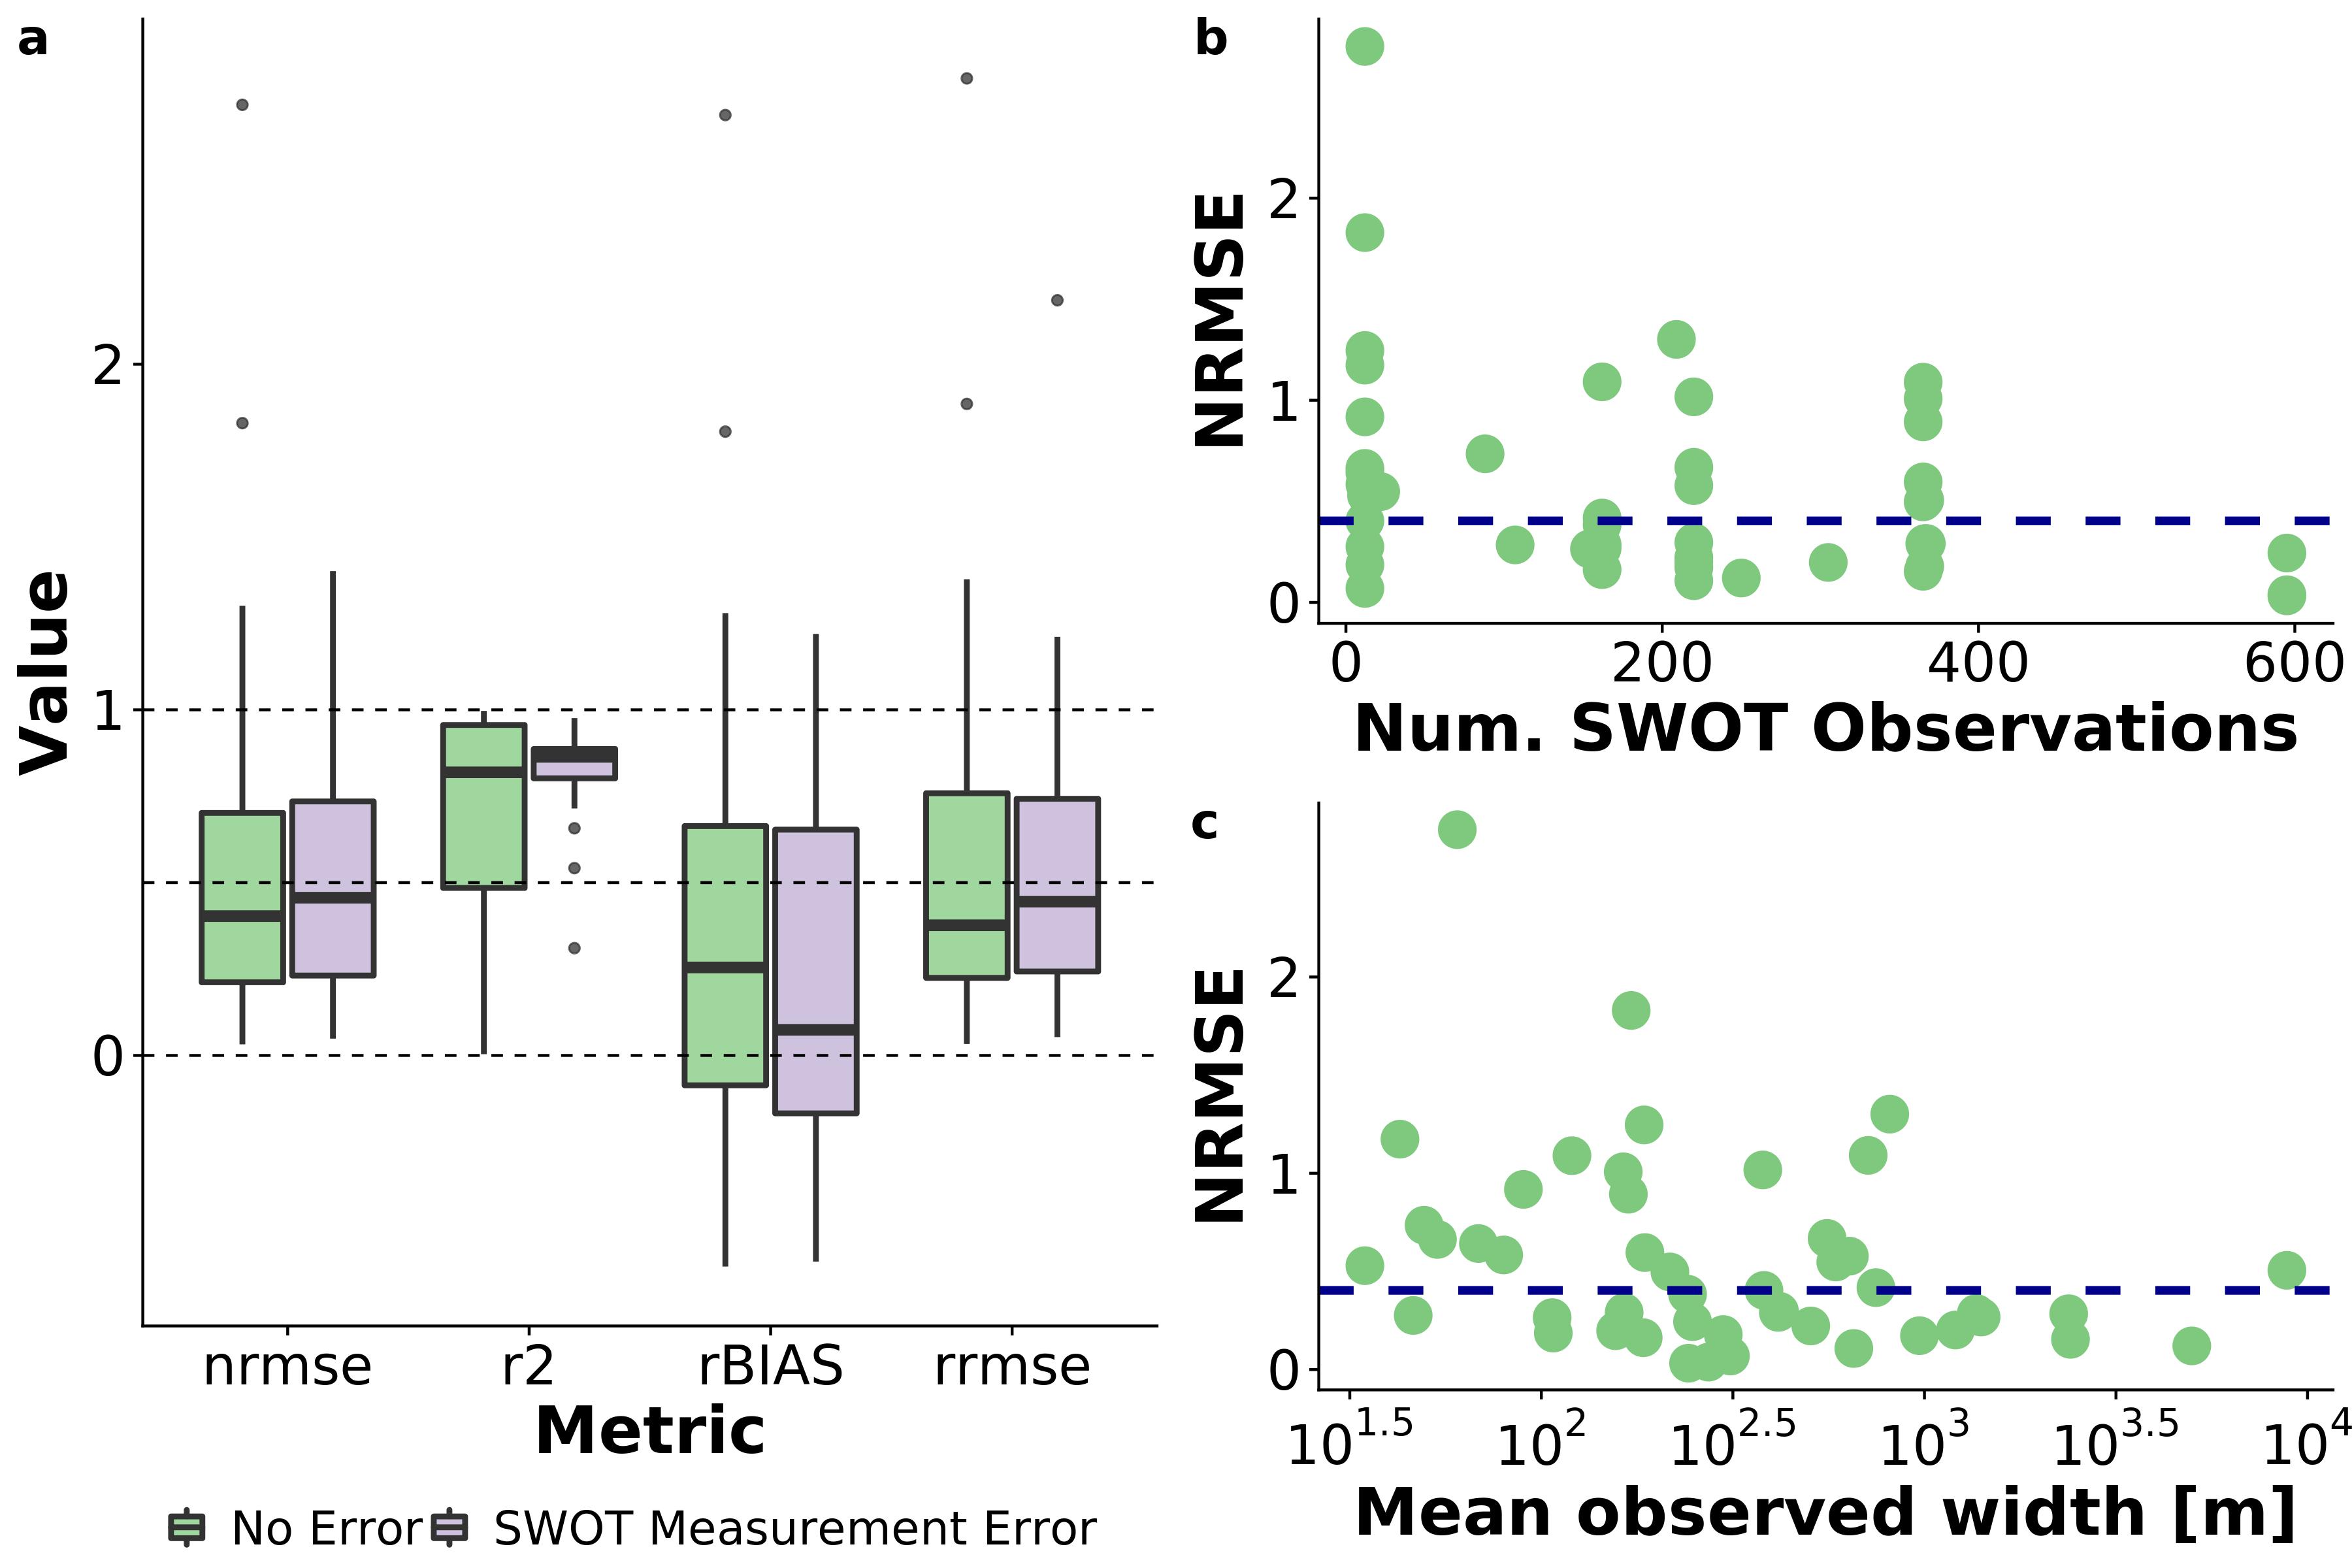 a
Value
2
1
0
nrmse r2 rBIAS rrmse
Metric
No Error SWOT Measurement Error
b
NRMSE
2
1
0
0 200 400 600
Num. SWOT Observations
c
NRMSE
2
1
0
10^1.5 10^2 10^2.5 10^3 10^3.5 10^4
Mean observed width [m]